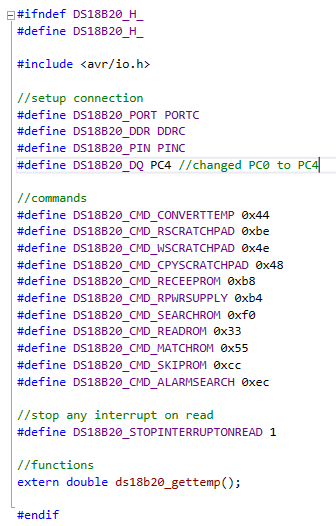 #ifndef DS18B20_H_
#define DS18B20_H_

#include <avr/io.h>

//setup connection
#define DS18B20_PORT PORTC
#define DS18B20_DDR DDRC
#define DS18B20_PIN PINC
#define DS18B20_DQ PC4 //changed PC0 to PC4

//commands
#define DS18B20_CMD_CONVERTTEMP 0x44
#define DS18B20_CMD_RSCRATCHPAD 0xbe
#define DS18B20_CMD_WSCRATCHPAD 0x4e
#define DS18B20_CMD_CPYSCRATCHPAD 0x48
#define DS18B20_CMD_RECEEPROM 0xb8
#define DS18B20_CMD_RPWRSUPPLY 0xb4
#define DS18B20_CMD_SEARCHROM 0xf0
#define DS18B20_CMD_READROM 0x33
#define DS18B20_CMD_MATCHROM 0x55
#define DS18B20_CMD_SKIPROM 0xcc
#define DS18B20_CMD_ALARMSEARCH 0xec

//stop any interrupt on read
#define DS18B20_STOPINTERRUPTONREAD 1

//functions
extern double ds18b20_gettemp();

#endif